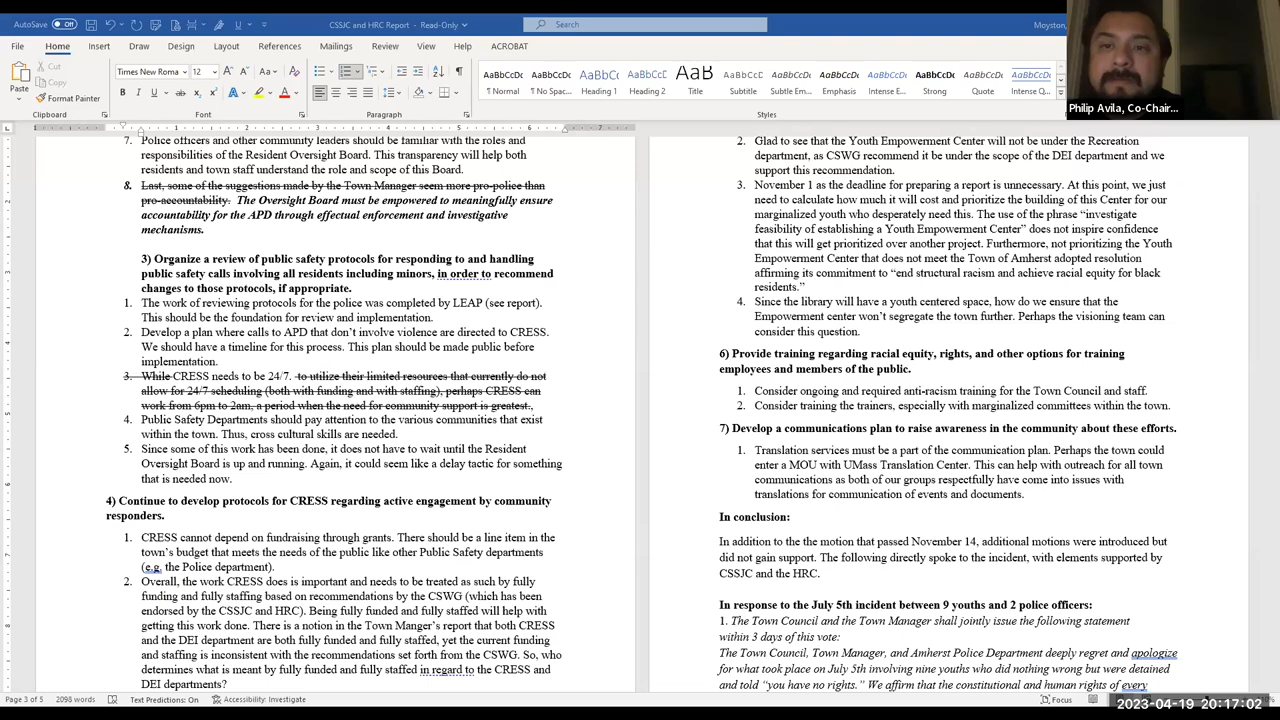 AutoSave Off CSSJC and HRC Report - Read-Only Search Moyston,
File Home Insert Draw Design Layout References Mailings Review View Help ACROBAT
Paste Cut Copy Format Painter
Times New Roma 12
Clipboard Font Paragraph Styles
AaBbCcDc AaBbCcDc AaBbC( AaBbCcE AaB AaBbCcD AaBbCcDc AaBbCcDc AaBbCcDc AaBbCcDc AaBbCcDc AaBbCcDc
¶ Normal ¶ No Spac... Heading 1 Heading 2 Title Subtitle Subtle Em... Emphasis Intense E... Strong Quote Intense Q...
Philip Avila, Co-Chair...
7. Police officers and other community leaders should be familiar with the roles and
responsibilities of the Resident Oversight Board. This transparency will help both
residents and town staff understand the role and scope of this Board.
8. Last, some of the suggestions made by the Town Manager seem more pro-police than
pro-accountability. The Oversight Board must be empowered to meaningfully ensure
accountability for the APD through effectual enforcement and investigative
mechanisms.
3) Organize a review of public safety protocols for responding to and handling
public safety calls involving all residents including minors, in order to recommend
changes to those protocols, if appropriate.
1. The work of reviewing protocols for the police was completed by LEAP (see report).
This should be the foundation for review and implementation.
2. Develop a plan where calls to APD that don't involve violence are directed to CRESS.
We should have a timeline for this process. This plan should be made public before
implementation.
3. While CRESS needs to be 24/7. to utilize their limited resources that currently do not
allow for 24/7 scheduling (both with funding and with staffing), perhaps CRESS can
work from 6pm to 2am, a period when the need for community support is greatest.,
4. Public Safety Departments should pay attention to the various communities that exist
within the town. Thus, cross cultural skills are needed.
5. Since some of this work has been done, it does not have to wait until the Resident
Oversight Board is up and running. Again, it could seem like a delay tactic for something
that is needed now.
4) Continue to develop protocols for CRESS regarding active engagement by community
responders.
1. CRESS cannot depend on fundraising through grants. There should be a line item in the
town's budget that meets the needs of the public like other Public Safety departments
(e.g. the Police department).
2. Overall, the work CRESS does is important and needs to be treated as such by fully
funding and fully staffing based on recommendations by the CSWG (which has been
endorsed by the CSSJC and HRC). Being fully funded and fully staffed will help with
getting this work done. There is a notion in the Town Manger's report that both CRESS
and the DEI department are both fully funded and fully staffed, yet the current funding
and staffing is inconsistent with the recommendations set forth from the CSWG. So, who
determines what is meant by fully funded and fully staffed in regard to the CRESS and
DEI departments?
2. Glad to see that the Youth Empowerment Center will not be under the Recreation
department, as CSWG recommend it be under the scope of the DEI department and we
support this recommendation.
3. November 1 as the deadline for preparing a report is unnecessary. At this point, we just
need to calculate how much it will cost and prioritize the building of this Center for our
marginalized youth who desperately need this. The use of the phrase "investigate
feasibility of establishing a Youth Empowerment Center" does not inspire confidence
that this will get prioritized over another project. Furthermore, not prioritizing the Youth
Empowerment Center that does not meet the Town of Amherst adopted resolution
affirming its commitment to "end structural racism and achieve racial equity for black
residents."
4. Since the library will have a youth centered space, how do we ensure that the
Empowerment center won't segregate the town further. Perhaps the visioning team can
consider this question.
6) Provide training regarding racial equity, rights, and other options for training
employees and members of the public.
1. Consider ongoing and required anti-racism training for the Town Council and staff.
2. Consider training the trainers, especially with marginalized committees within the town.
7) Develop a communications plan to raise awareness in the community about these efforts.
1. Translation services must be a part of the communication plan. Perhaps the town could
enter a MOU with UMass Translation Center. This can help with outreach for all town
communications as both of our groups respectfully have come into issues with
translations for communication of events and documents.
In conclusion:
In addition to the the motion that passed November 14, additional motions were introduced but
did not gain support. The following directly spoke to the incident, with elements supported by
CSSJC and the HRC.
In response to the July 5th incident between 9 youths and 2 police officers:
1. The Town Council and the Town Manager shall jointly issue the following statement
within 3 days of this vote:
The Town Council, Town Manager, and Amherst Police Department deeply regret and apologize
for what took place on July 5th involving nine youths who did nothing wrong but were detained
and told "you have no rights." We affirm that the constitutional and human rights of every
Page 3 of 5 2098 words Text Predictions: On Accessibility: Investigate Focus
2023-04-19 20:17:02